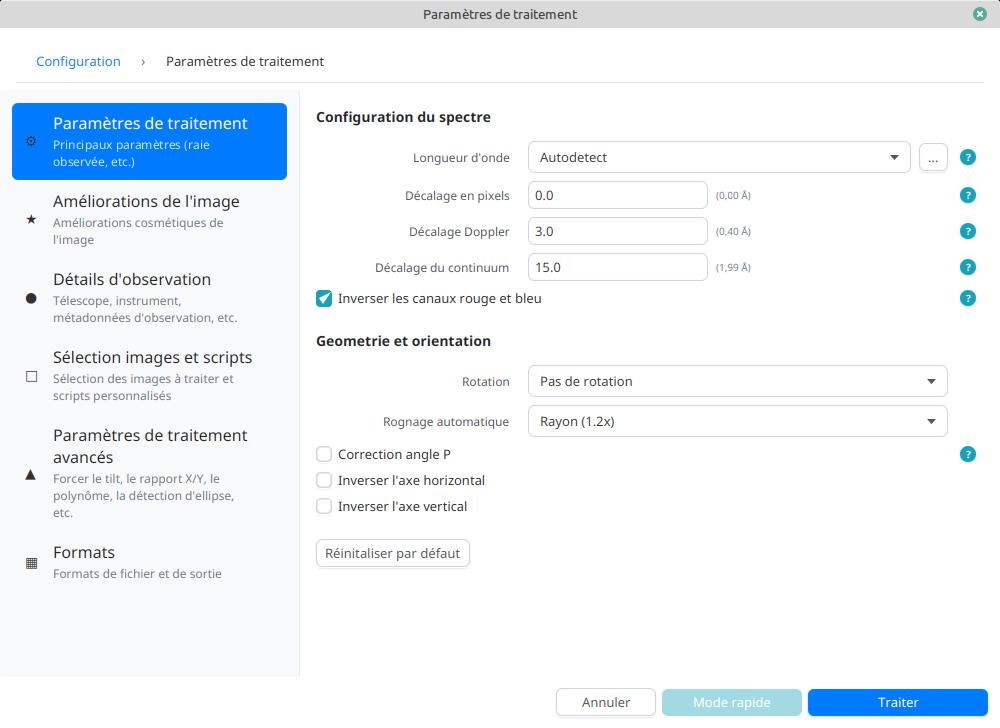 Paramètres de traitement
Configuration › Paramètres de traitement
Paramètres de traitement
Principaux paramètres (raie
observée, etc.)
Améliorations de l'image
Améliorations cosmétiques de
l'image
Détails d'observation
Télescope, instrument,
métadonnées d'observation, etc.
Sélection images et scripts
Sélection des images à traiter et
scripts personnalisés
Paramètres de traitement
avancés
Forcer le tilt, le rapport X/Y, le
polynôme, la détection d'ellipse,
etc.
Formats
Formats de fichier et de sortie
Configuration du spectre
Longueur d'onde Autodetect ... ?
Décalage en pixels 0.0 (0,00 Å) ?
Décalage Doppler 3.0 (0,40 Å) ?
Décalage du continuum 15.0 (1,99 Å) ?
Inverser les canaux rouge et bleu ?
Geometrie et orientation
Rotation Pas de rotation
Rognage automatique Rayon (1.2x)
Correction angle P ?
Inverser l'axe horizontal
Inverser l'axe vertical
Réinitaliser par défaut
Annuler Mode rapide Traiter